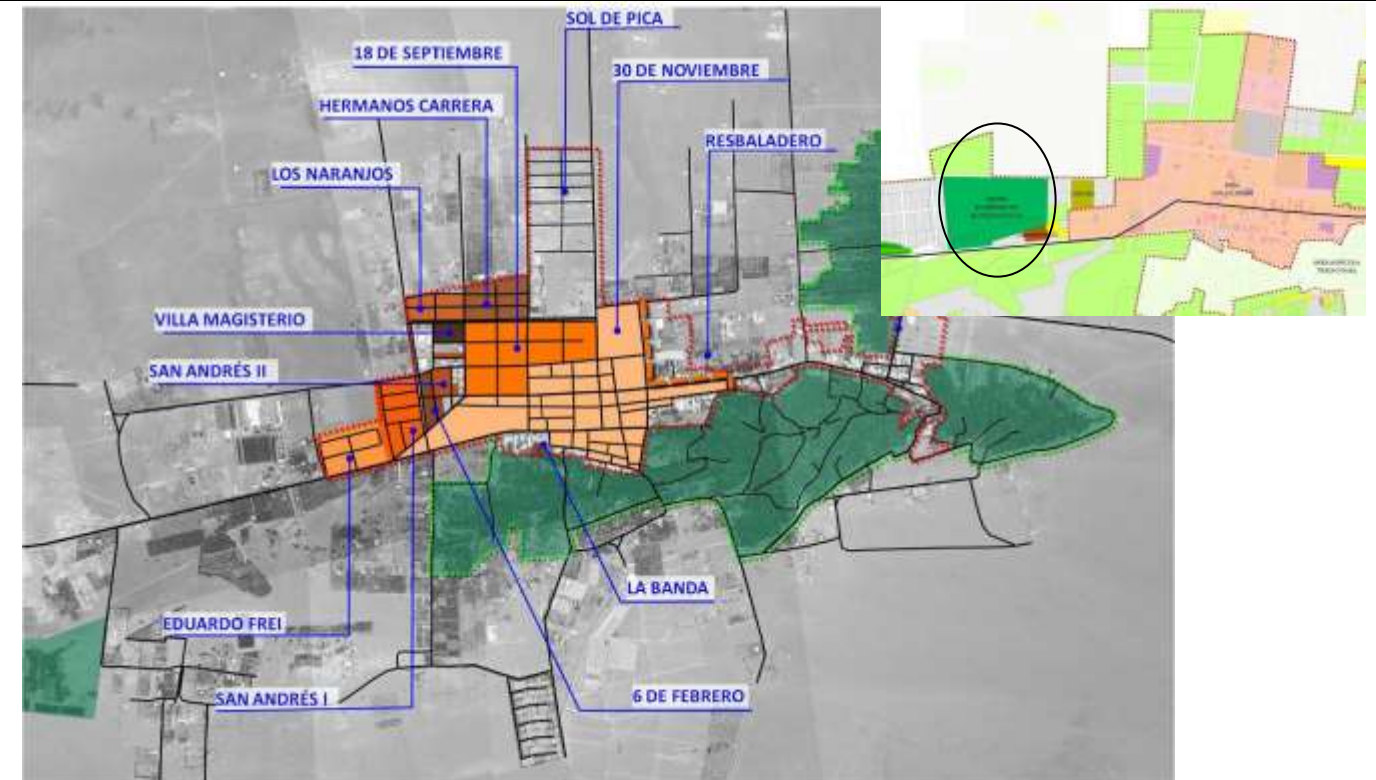 SOL DE PICA
18 DE SEPTIEMBRE
30 DE NOVIEMBRE
HERMANOS CARRERA
RESBALADERO
LOS NARANJOS
VILLA MAGISTERIO
SAN ANDRÉS II
LA BANDA
EDUARDO FREI
SAN ANDRÉS I
6 DE FEBRERO